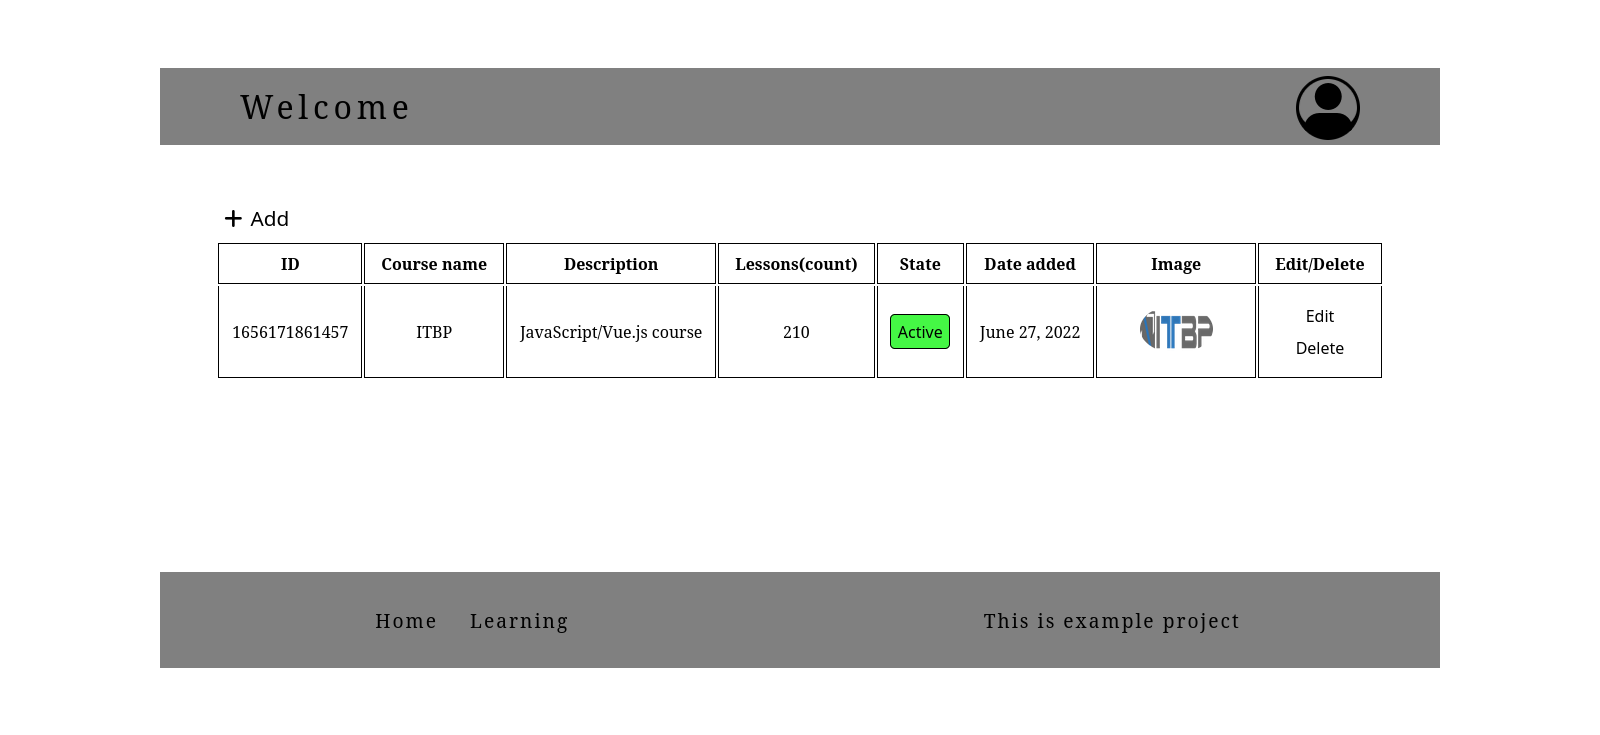 Welcome
Add
ID Course name Description Lessons(count) State Date added Image Edit/Delete
1656171861457 ITBP JavaScript/Vue.js course 210 Active June 27, 2022 ITBP Edit
Delete
Home Learning This is example project